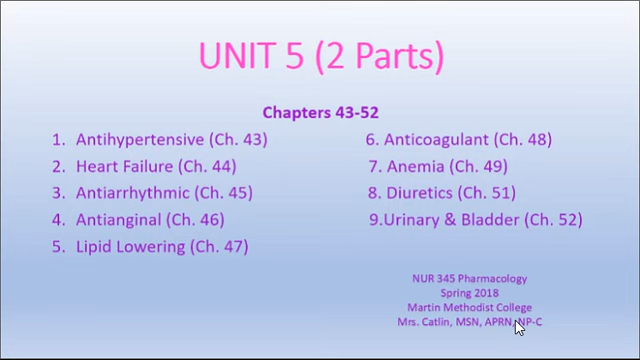 UNIT 5 (2 Parts)
Chapters 43-52
1. Antihypertensive (Ch. 43)
2. Heart Failure (Ch. 44)
3. Antiarrhythmic (Ch. 45)
4. Antianginal (Ch. 46)
5. Lipid Lowering (Ch. 47)
6. Anticoagulant (Ch. 48)
7. Anemia (Ch. 49)
8. Diuretics (Ch. 51)
9.Urinary & Bladder (Ch. 52)
NUR 345 Pharmacology
Spring 2018
Martin Methodist College
Mrs. Catlin, MSN, APRN, NP-C